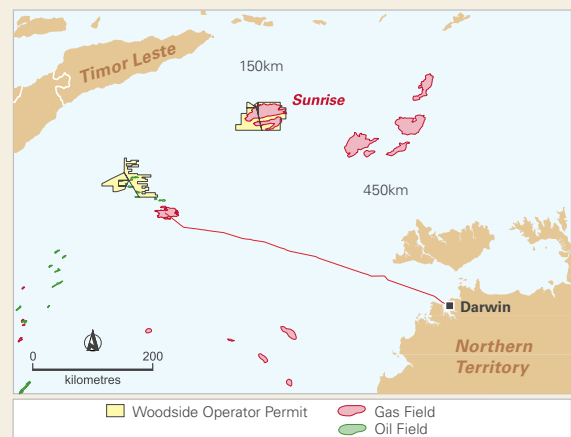 Timor Leste
150km
Sunrise
450km
Darwin
Northern
Territory
0
200
kilometres
Woodside Operator Permit
Gas Field
Oil Field